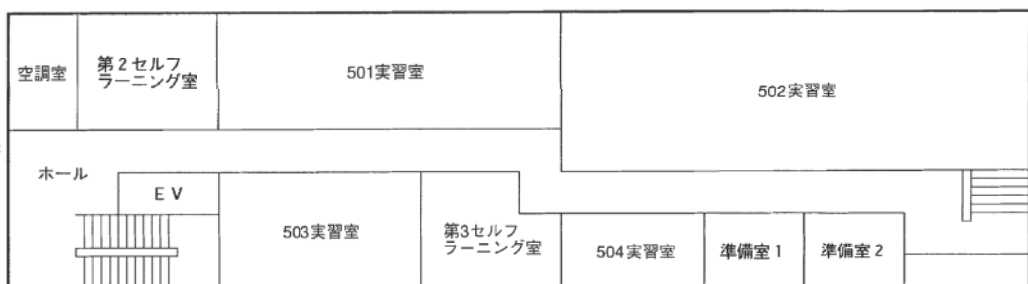 空調室
第2セルフ
ラーニング室
501実習室
502実習室
ホール
EV
503実習室
第3セルフ
ラーニング室
504実習室
準備室1
準備室2